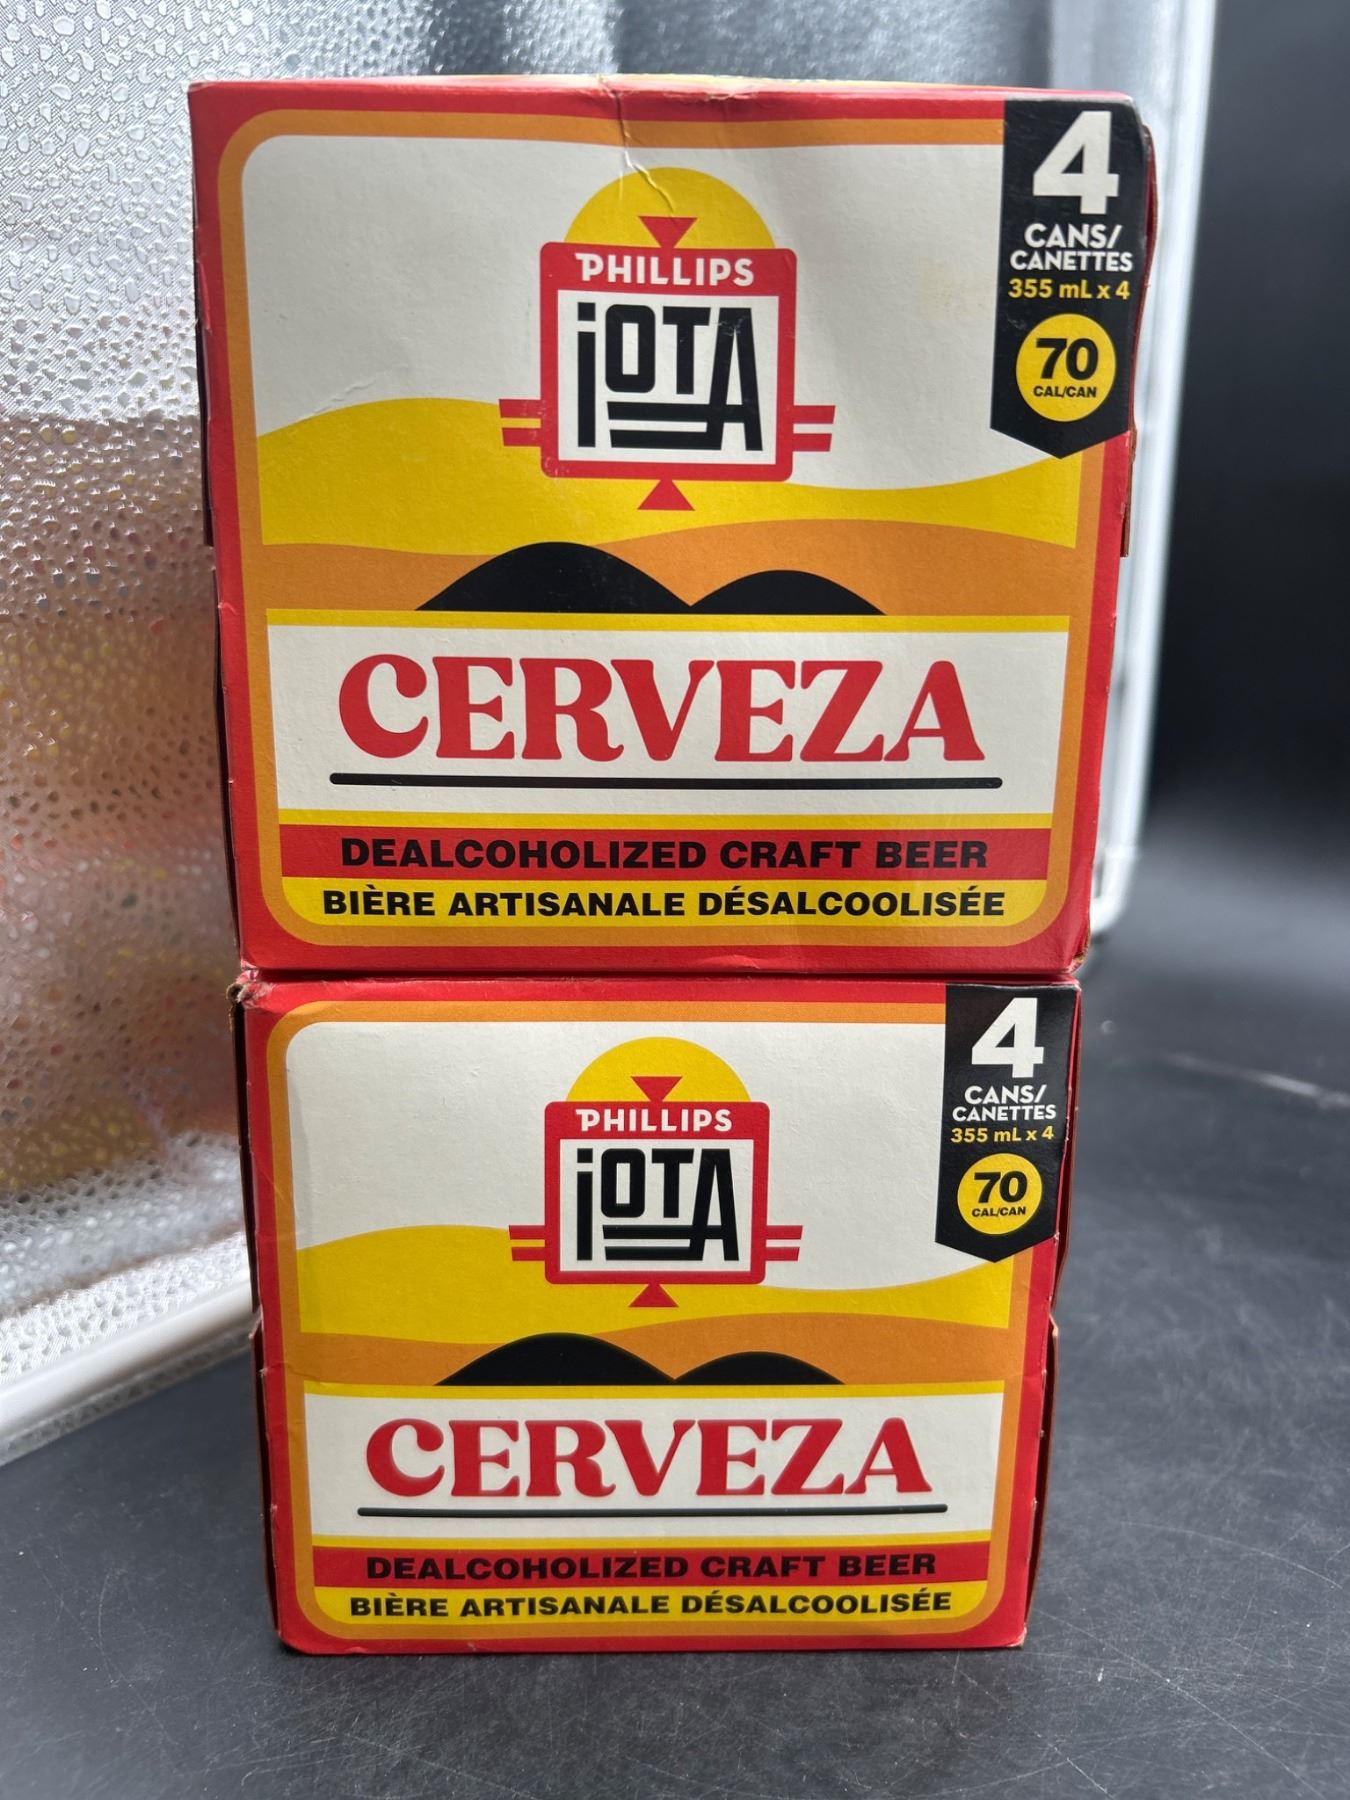 4
CANS/
CANETTES
355 mL x 4
70
CAL/CAN
PHILLIPS
iOTA
CERVEZA
DEALCOHOLIZED CRAFT BEER
BIÈRE ARTISANALE DÉSALCOOLISÉE
4
CANS/
CANETTES
355 mL x 4
70
CAL/CAN
PHILLIPS
iOTA
CERVEZA
DEALCOHOLIZED CRAFT BEER
BIÈRE ARTISANALE DÉSALCOOLISÉE